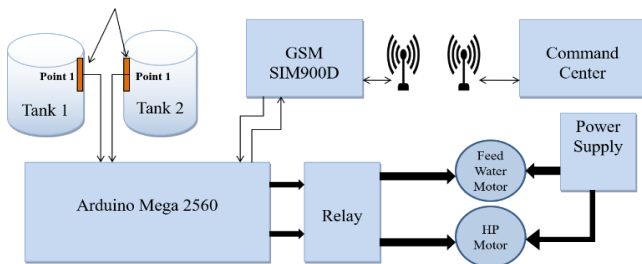 GSM
SIM900D
Command
Center
Point 1
Point 1
Tank 1
Tank 2
Power
Supply
Feed
Water
Motor
Arduino Mega 2560
Relay
HP
Motor